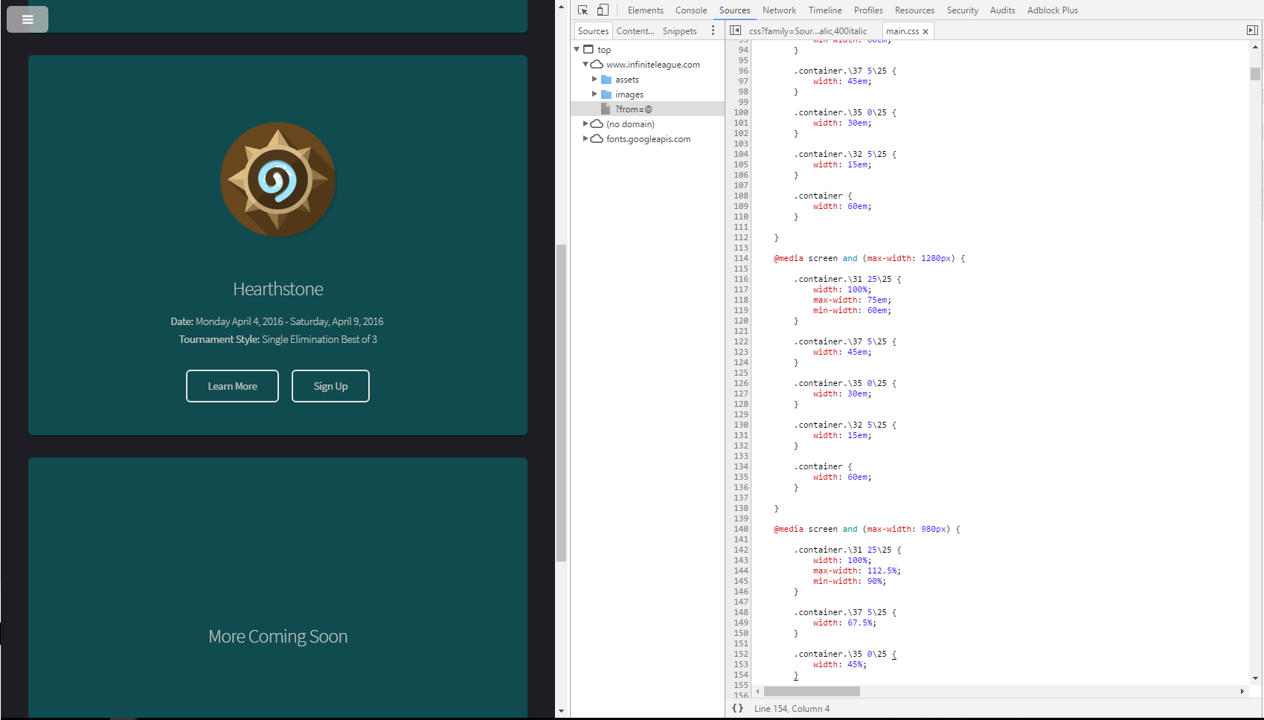 Elements Console Sources Network Timeline Profiles Resources Security Audits Adblock Plus
Sources Content... Snippets
css?family=Sour...alic,400italic main.css ×
top
www.infiniteleague.com
assets
images
?from=@
(no domain)
fonts.googleapis.com
Hearthstone
Date: Monday April 4, 2016 - Saturday, April 9, 2016
Tournament Style: Single Elimination Best of 3
Learn More Sign Up
More Coming Soon
94 }
95
96 .container.\37 5\25 {
97 width: 45em;
98 }
99
100 .container.\35 0\25 {
101 width: 30em;
102 }
103
104 .container.\32 5\25 {
105 width: 15em;
106 }
107
108 .container {
109 width: 60em;
110 }
111
112 }
113
114 @media screen and (max-width: 1280px) {
115
116 .container.\31 25\25 {
117 width: 100%;
118 max-width: 75em;
119 min-width: 60em;
120 }
121
122 .container.\37 5\25 {
123 width: 45em;
124 }
125
126 .container.\35 0\25 {
127 width: 30em;
128 }
129
130 .container.\32 5\25 {
131 width: 15em;
132 }
133
134 .container {
135 width: 60em;
136 }
137
138 }
139
140 @media screen and (max-width: 980px) {
141
142 .container.\31 25\25 {
143 width: 100%;
144 max-width: 112.5%;
145 min-width: 90%;
146 }
147
148 .container.\37 5\25 {
149 width: 67.5%;
150 }
151
152 .container.\35 0\25 {
153 width: 45%;
154 }
155
156
{} Line 154, Column 4